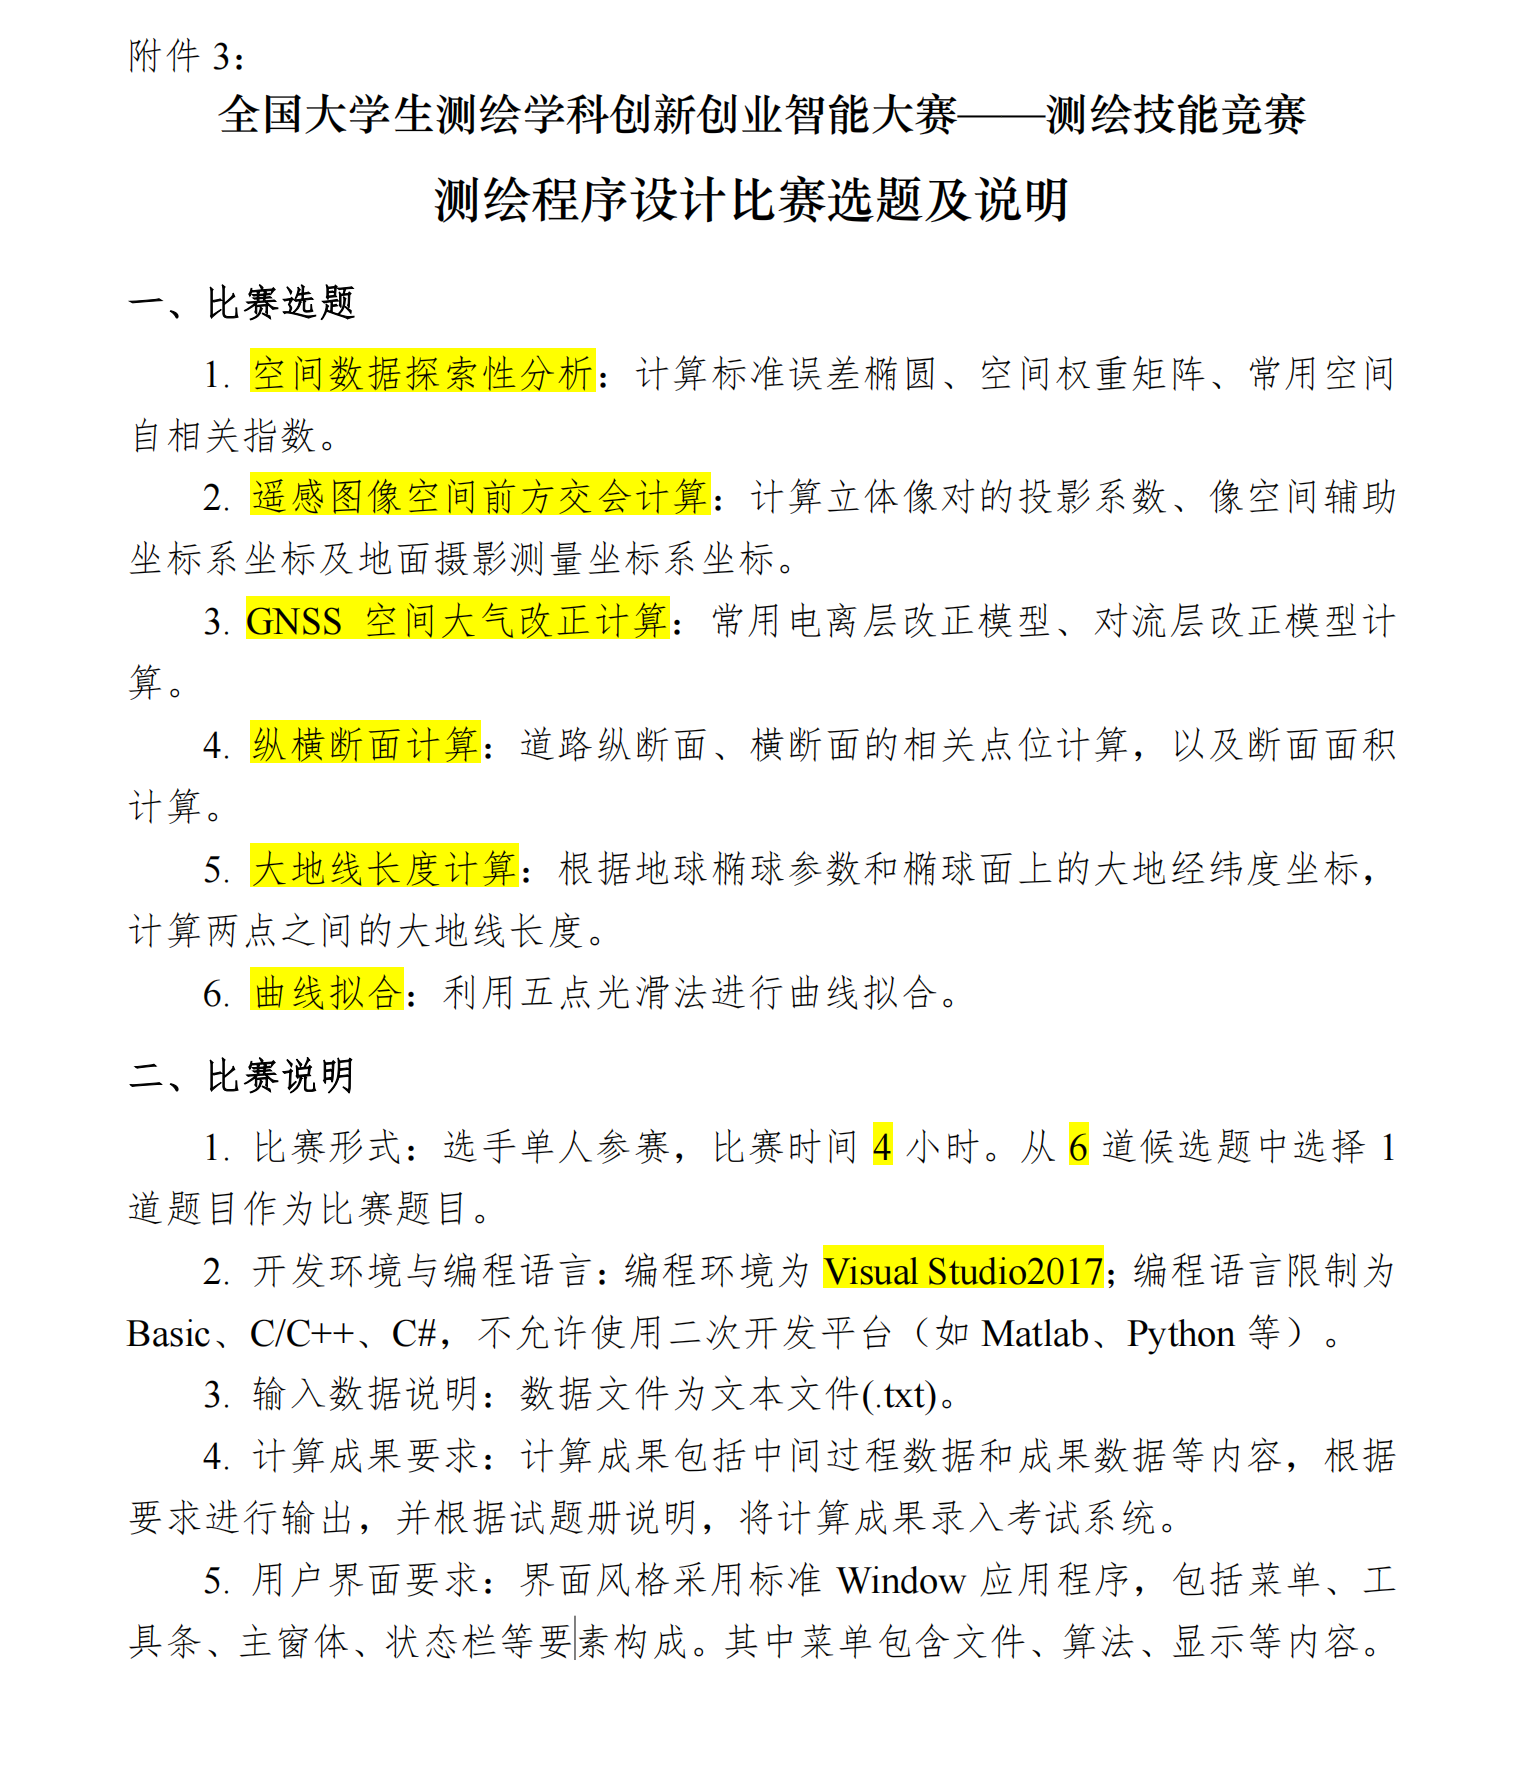 附件 3：
全国大学生测绘学科创新创业智能大赛——测绘技能竞赛
测绘程序设计比赛选题及说明
一、比赛选题
1. 空间数据探索性分析：计算标准误差椭圆、空间权重矩阵、常用空间
自相关指数。
2. 遥感图像空间前方交会计算：计算立体像对的投影系数、像空间辅助
坐标系坐标及地面摄影测量坐标系坐标。
3. GNSS 空间大气改正计算：常用电离层改正模型、对流层改正模型计
算。
4. 纵横断面计算：道路纵断面、横断面的相关点位计算，以及断面面积
计算。
5. 大地线长度计算：根据地球椭球参数和椭球面上的大地经纬度坐标，
计算两点之间的大地线长度。
6. 曲线拟合：利用五点光滑法进行曲线拟合。
二、比赛说明
1. 比赛形式：选手单人参赛，比赛时间 4 小时。从 6 道候选题中选择 1
道题目作为比赛题目。
2. 开发环境与编程语言：编程环境为 Visual Studio2017；编程语言限制为
Basic、C/C++、C#，不允许使用二次开发平台（如 Matlab、Python 等）。
3. 输入数据说明：数据文件为文本文件(.txt)。
4. 计算成果要求：计算成果包括中间过程数据和成果数据等内容，根据
要求进行输出，并根据试题册说明，将计算成果录入考试系统。
5. 用户界面要求：界面风格采用标准 Window 应用程序，包括菜单、工
具条、主窗体、状态栏等要素构成。其中菜单包含文件、算法、显示等内容。